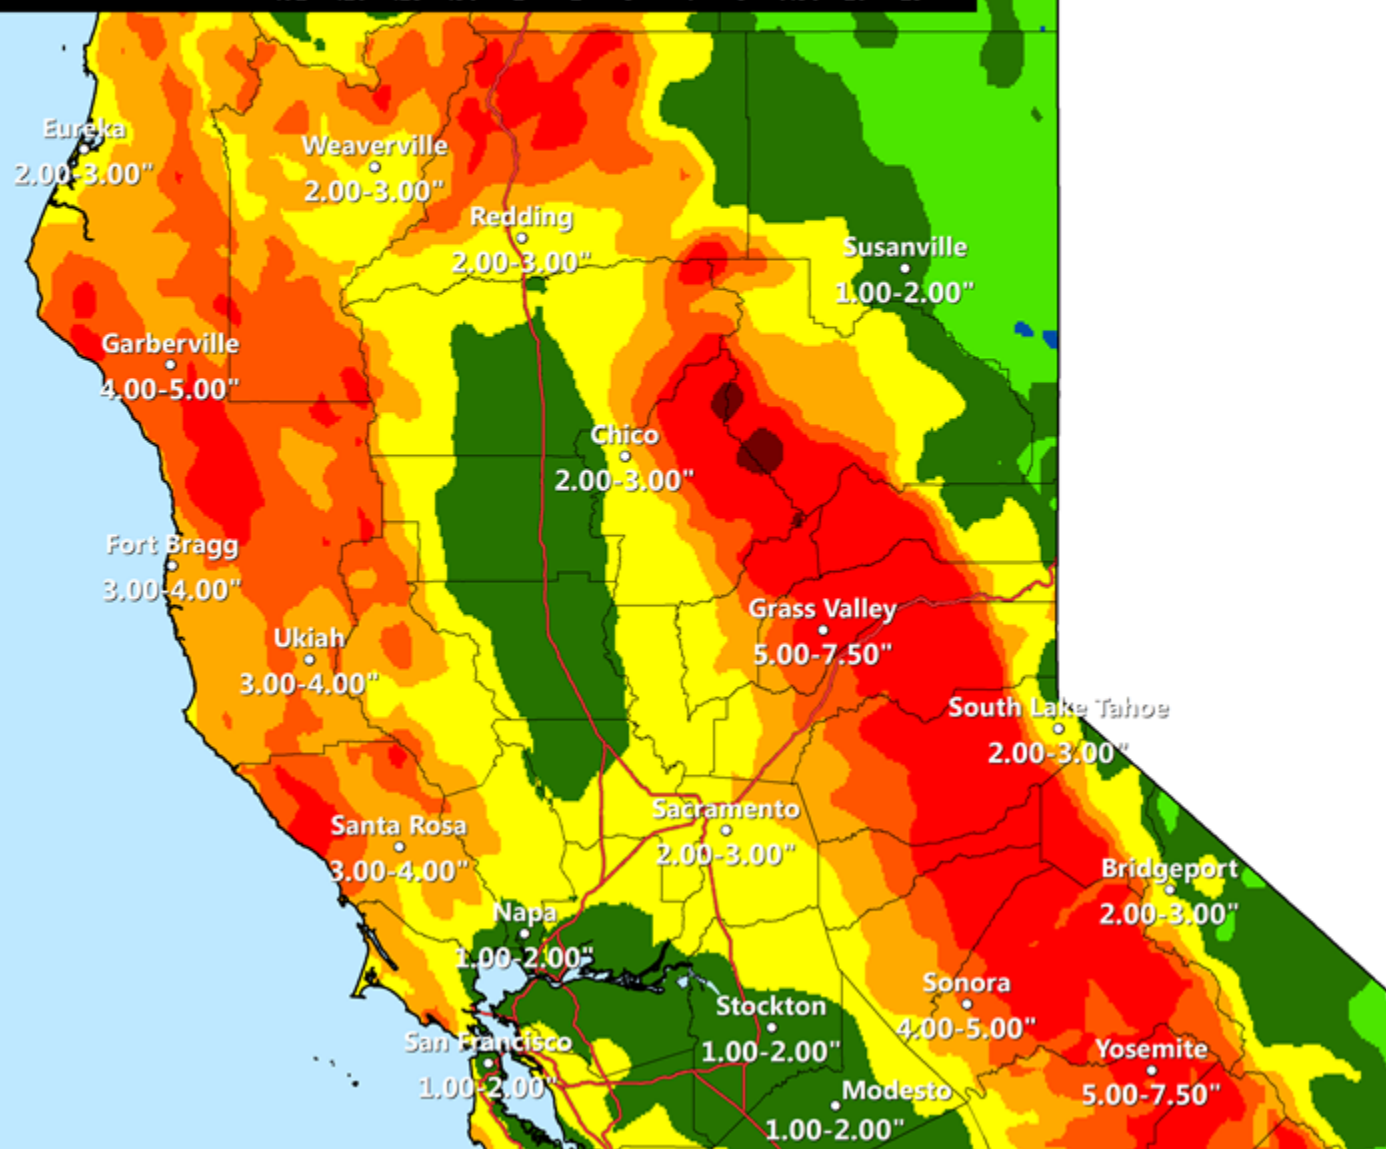 Eureka
2.00-3.00"
Weaverville
2.00-3.00"
Redding
2.00-3.00"
Susanville
1.00-2.00"
Garberville
4.00-5.00"
Chico
2.00-3.00"
Fort Bragg
3.00-4.00"
Grass Valley
5.00-7.50"
Ukiah
3.00-4.00"
South Lake Tahoe
2.00-3.00"
Sacramento
2.00-3.00"
Santa Rosa
3.00-4.00"
Bridgeport
2.00-3.00"
Napa
1.00-2.00"
Sonora
4.00-5.00"
Stockton
1.00-2.00"
San Francisco
1.00-2.00"
Yosemite
5.00-7.50"
Modesto
1.00-2.00"